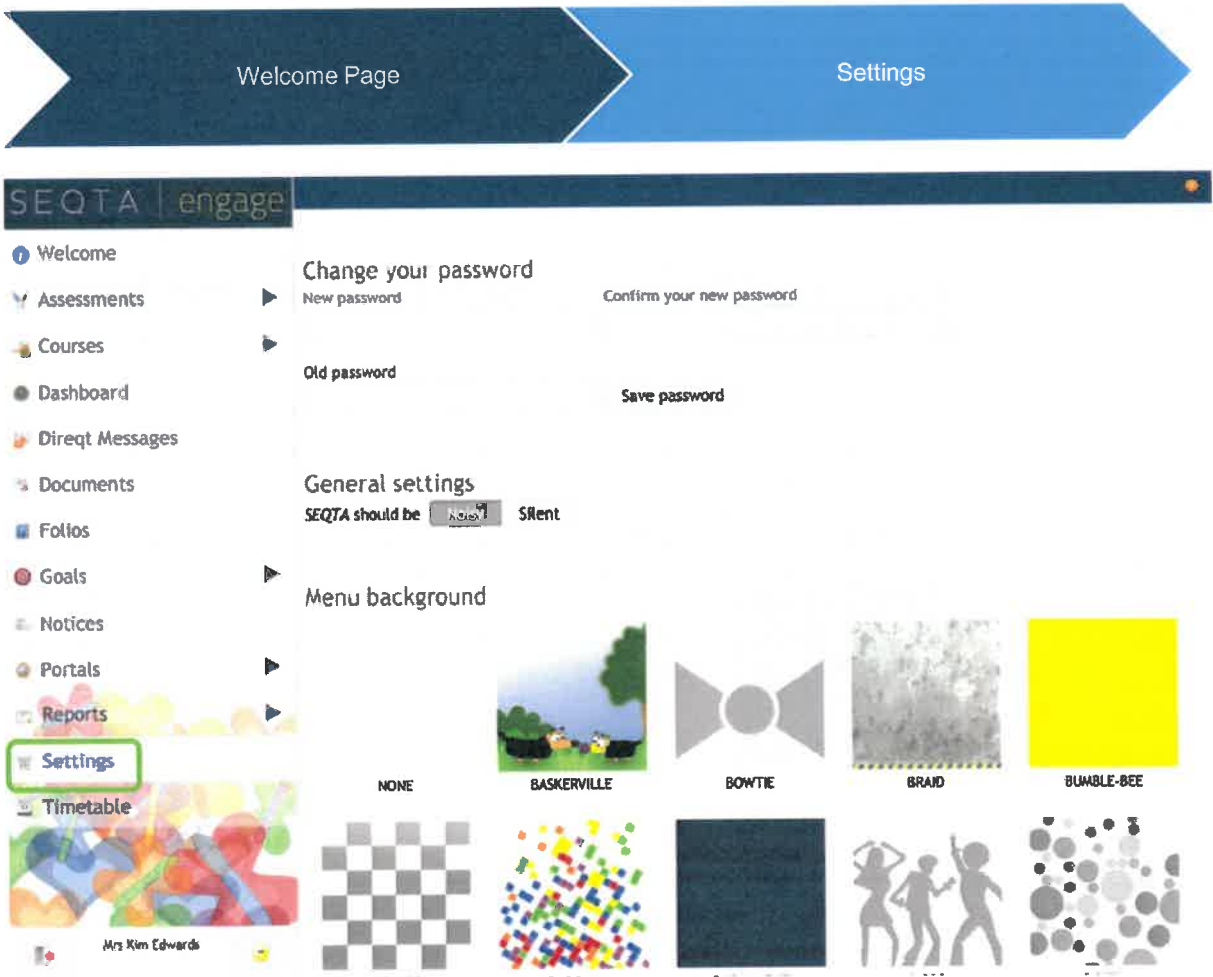 Welcome Page
Settings
SEQTA | engage
Welcome
Assessments
Courses
Dashboard
Direqt Messages
Documents
Folios
Goals
Notices
Portals
Reports
Settings
Timetable
Mrs Kim Edwards
Change your password
New password
Confirm your new password
Old password
Save password
General settings
SEQTA should be Noisy Silent
Menu background
NONE
BASKERVILLE
BOWTIE
BRAID
BUMBLE-BEE